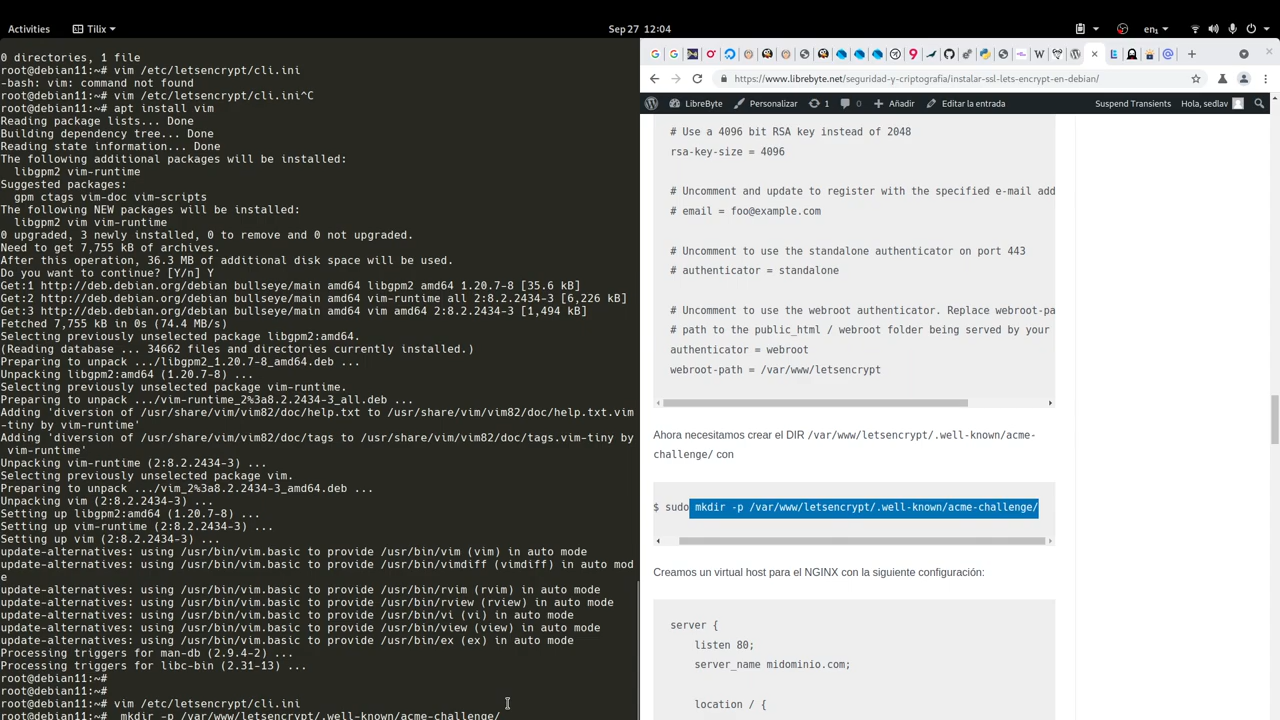 Activities
Tilix
Sep 27 12:04
en₁
0 directories, 1 file
root@debian11:~# vim /etc/letsencrypt/cli.ini
-bash: vim: command not found
root@debian11:~# vim /etc/letsencrypt/cli.ini^C
root@debian11:~# apt install vim
Reading package lists... Done
Building dependency tree... Done
Reading state information... Done
The following additional packages will be installed:
libgpm2 vim-runtime
Suggested packages:
gpm ctags vim-doc vim-scripts
The following NEW packages will be installed:
libgpm2 vim vim-runtime
0 upgraded, 3 newly installed, 0 to remove and 0 not upgraded.
Need to get 7,755 kB of archives.
After this operation, 36.3 MB of additional disk space will be used.
Do you want to continue? [Y/n] Y
Get:1 http://deb.debian.org/debian bullseye/main amd64 libgpm2 amd64 1.20.7-8 [35.6 kB]
Get:2 http://deb.debian.org/debian bullseye/main amd64 vim-runtime all 2:8.2.2434-3 [6,226 kB]
Get:3 http://deb.debian.org/debian bullseye/main amd64 vim amd64 2:8.2.2434-3 [1,494 kB]
Fetched 7,755 kB in 0s (74.4 MB/s)
Selecting previously unselected package libgpm2:amd64.
(Reading database ... 34662 files and directories currently installed.)
Preparing to unpack .../libgpm2_1.20.7-8_amd64.deb ...
Unpacking libgpm2:amd64 (1.20.7-8) ...
Selecting previously unselected package vim-runtime.
Preparing to unpack .../vim-runtime_2%3a8.2.2434-3_all.deb ...
Adding 'diversion of /usr/share/vim/vim82/doc/help.txt to /usr/share/vim/vim82/doc/help.txt.vim
-tiny by vim-runtime'
Adding 'diversion of /usr/share/vim/vim82/doc/tags to /usr/share/vim/vim82/doc/tags.vim-tiny by
vim-runtime'
Unpacking vim-runtime (2:8.2.2434-3) ...
Selecting previously unselected package vim.
Preparing to unpack .../vim_2%3a8.2.2434-3_amd64.deb ...
Unpacking vim (2:8.2.2434-3) ...
Setting up libgpm2:amd64 (1.20.7-8) ...
Setting up vim-runtime (2:8.2.2434-3) ...
Setting up vim (2:8.2.2434-3) ...
update-alternatives: using /usr/bin/vim.basic to provide /usr/bin/vim (vim) in auto mode
update-alternatives: using /usr/bin/vim.basic to provide /usr/bin/vimdiff (vimdiff) in auto mod
e
update-alternatives: using /usr/bin/vim.basic to provide /usr/bin/rvim (rvim) in auto mode
update-alternatives: using /usr/bin/vim.basic to provide /usr/bin/rview (rview) in auto mode
update-alternatives: using /usr/bin/vim.basic to provide /usr/bin/vi (vi) in auto mode
update-alternatives: using /usr/bin/vim.basic to provide /usr/bin/view (view) in auto mode
update-alternatives: using /usr/bin/vim.basic to provide /usr/bin/ex (ex) in auto mode
Processing triggers for man-db (2.9.4-2) ...
Processing triggers for libc-bin (2.31-13) ...
root@debian11:~#
root@debian11:~#
root@debian11:~# vim /etc/letsencrypt/cli.ini
root@debian11:~#  mkdir -p /var/www/letsencrypt/.well-known/acme-challenge/
https://www.librebyte.net/seguridad-y-criptografia/instalar-ssl-lets-encrypt-en-debian/
LibreByte
Personalizar
1
0
Añadir
Editar la entrada
Suspend Transients
Hola, sedlav
# Use a 4096 bit RSA key instead of 2048
rsa-key-size = 4096
# Uncomment and update to register with the specified e-mail add
# email = foo@example.com
# Uncomment to use the standalone authenticator on port 443
# authenticator = standalone
# Uncomment to use the webroot authenticator. Replace webroot-pa
# path to the public_html / webroot folder being served by your
authenticator = webroot
webroot-path = /var/www/letsencrypt
Ahora necesitamos crear el DIR /var/www/letsencrypt/.well-known/acme-
challenge/ con
$ sudo mkdir -p /var/www/letsencrypt/.well-known/acme-challenge/
Creamos un virtual host para el NGINX con la siguiente configuración:
server {
listen 80;
server_name midominio.com;
location / {